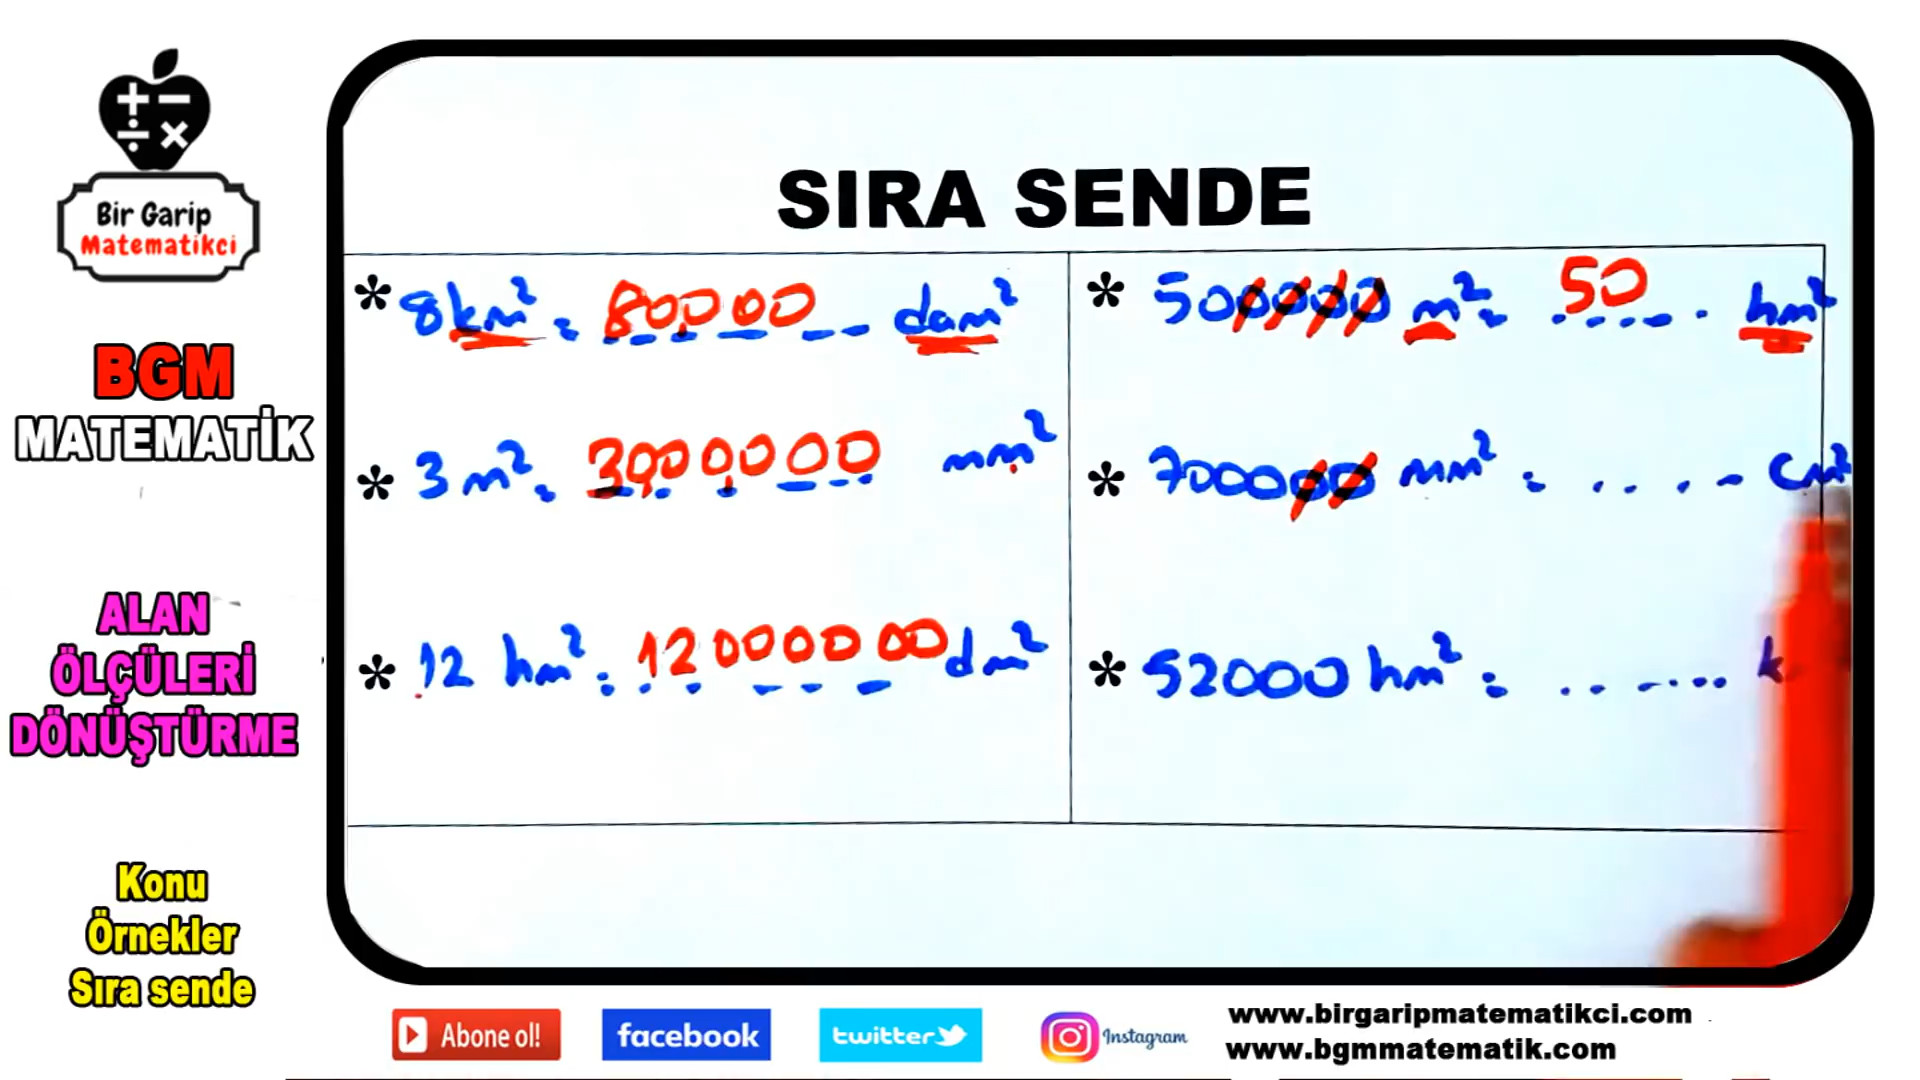 Bir Garip
Matematikci
BGM
MATEMATİK
ALAN
ÖLÇÜLERİ
DÖNÜŞTÜRME
Konu
Örnekler
Sıra sende
SIRA SENDE
* 8 km² = 80000 dam²
* 3 m² = 3000000 mm²
* 12 hm² = 12000000 dm²
* 500000 m² = 50 hm²
* 700000 mm² = ..... cm²
* 52000 hm² = ......
Abone ol!
facebook
twitter
Instagram
www.birgaripmatematikci.com
www.bgmmatematik.com